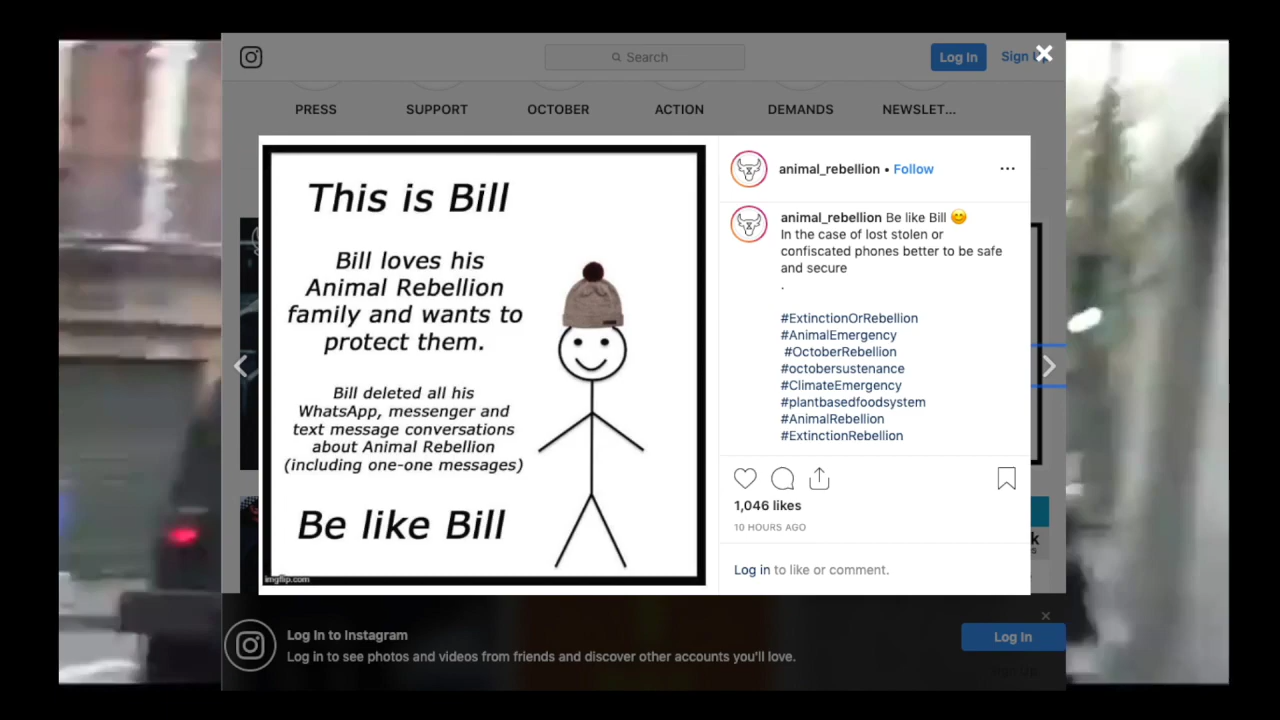 Search
Log In
Sign
PRESS
SUPPORT
OCTOBER
ACTION
DEMANDS
NEWSLET...
This is Bill
Bill loves his
Animal Rebellion
family and wants to
protect them.
Bill deleted all his
WhatsApp, messenger and
text message conversations
about Animal Rebellion
(including one-one messages)
Be like Bill
imgflip.com
animal_rebellion • Follow
animal_rebellion Be like Bill 😊
In the case of lost stolen or
confiscated phones better to be safe
and secure
.
#ExtinctionOrRebellion
#AnimalEmergency
#OctoberRebellion
#octobersustenance
#ClimateEmergency
#plantbasedfoodsystem
#AnimalRebellion
#ExtinctionRebellion
1,046 likes
10 HOURS AGO
Log in to like or comment.
Log In to Instagram
Log in to see photos and videos from friends and discover other accounts you'll love.
Log In